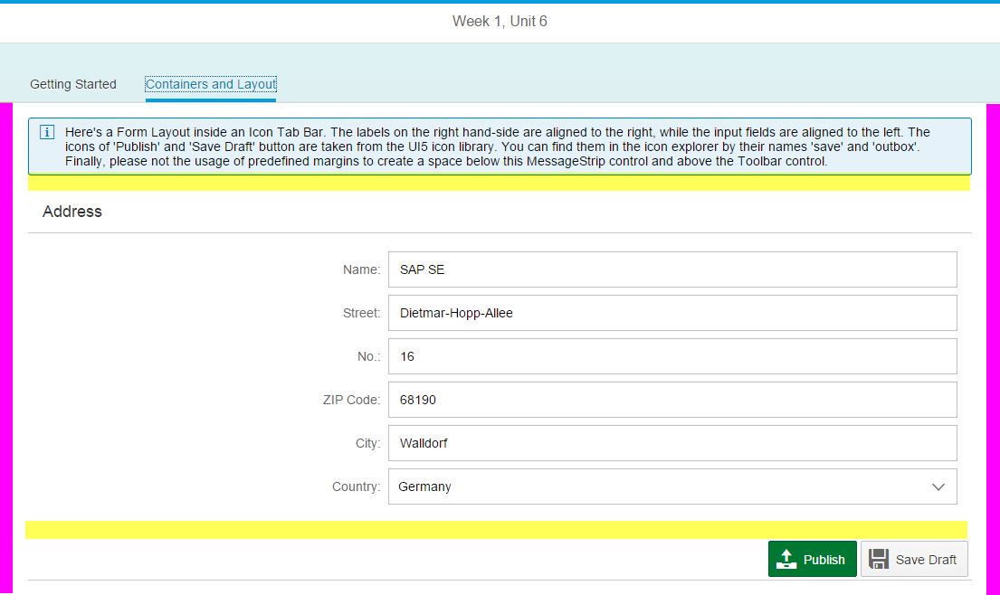 Week 1, Unit 6
Getting Started
Containers and Layout
Here's a Form Layout inside an Icon Tab Bar. The labels on the right hand-side are aligned to the right, while the input fields are aligned to the left. The
icons of 'Publish' and 'Save Draft' button are taken from the UI5 icon library. You can find them in the icon explorer by their names 'save' and 'outbox'.
Finally, please not the usage of predefined margins to create a space below this MessageStrip control and above the Toolbar control.
Address
Name: SAP SE
Street: Dietmar-Hopp-Allee
No.: 16
ZIP Code: 68190
City: Walldorf
Country: Germany
Publish Save Draft